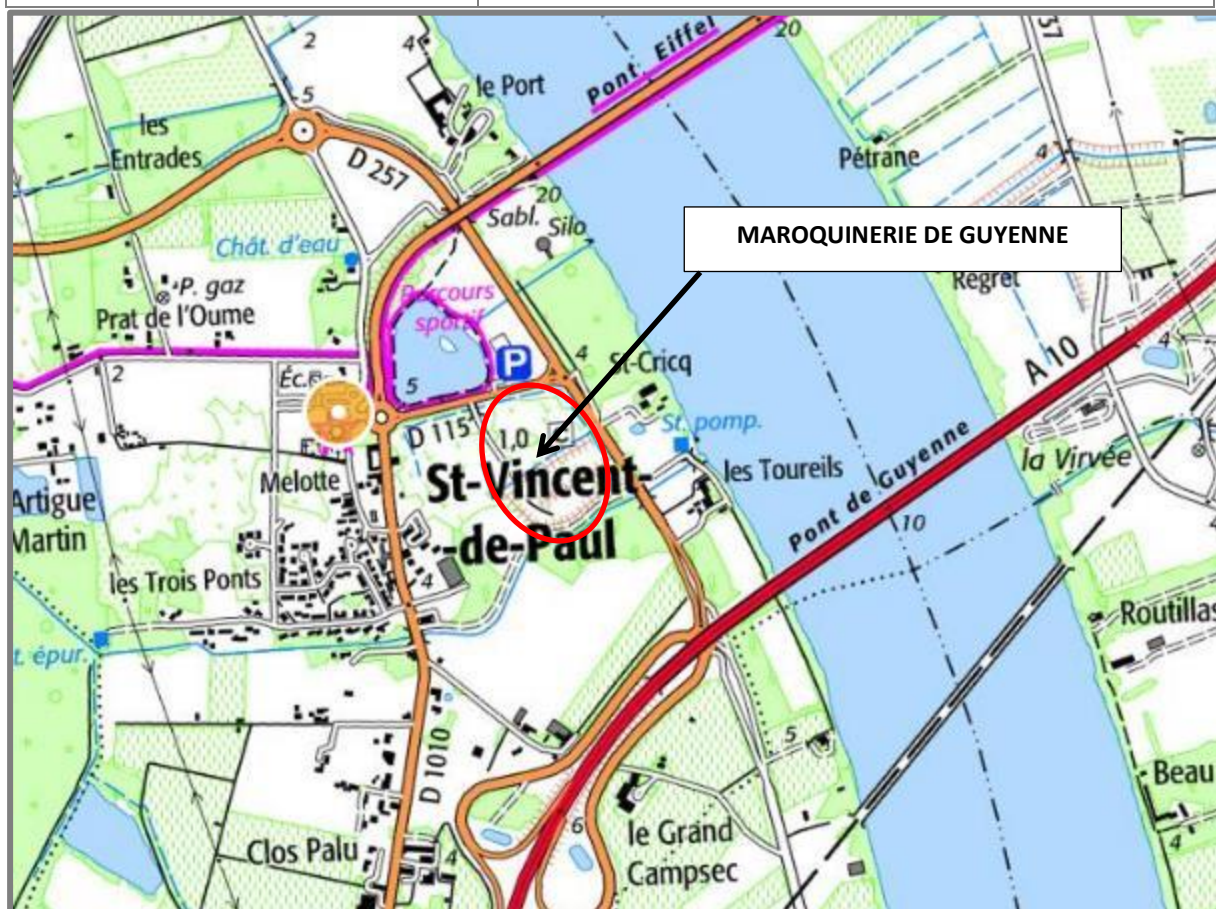 2
4
le Port
Pont Eiffel
20
37
5
les
Entrades
D 257
Pétrane
4
20
Sabl.
Silo
MAROQUINERIE DE GUYENNE
Chât. d'eau
P. gaz
Regret
Prat de l'Oume
Parcours
sportif
A 10
4
P
4
St-Cricq
2
Éc.
5
D 115
1,0
St. pomp.
la Virvée
Melotte
St-Vincent-
-de-Paul
les Toureils
Pont de Guyenne
10
Artigue
Martin
les Trois Ponts
4
Routillas
t. épur.
5
D 1010
Beau
6
le Grand
Campsec
Clos Palu
4
4